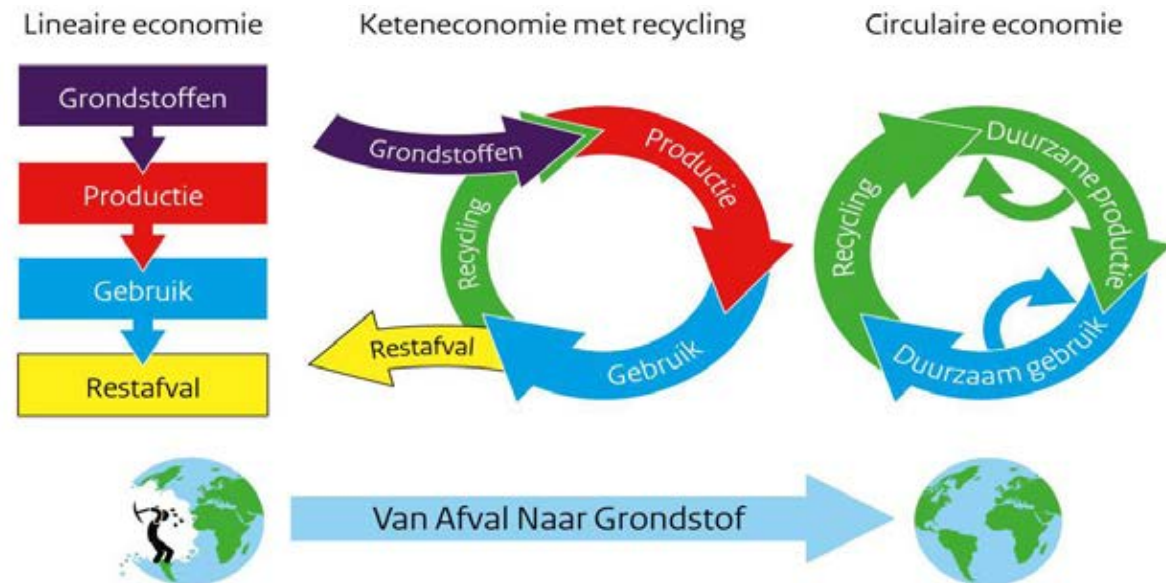 Lineaire economie
Grondstoffen
Productie
Gebruik
Restafval
Keteneconomie met recycling
Grondstoffen
Productie
Recycling
Restafval
Gebruik
Circulaire economie
Duurzame productie
Recycling
Duurzaam gebruik
Van Afval Naar Grondstof